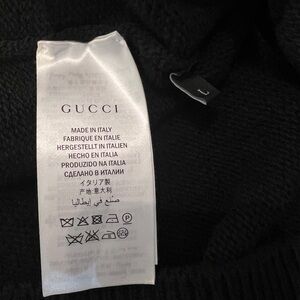 GUCCI
MADE IN ITALY
FABRIQUE EN ITALIE
HERGESTELLT IN ITALIEN
HECHO EN ITALIA
PRODUZIDO NA ITALIA
СДЕЛАНО В ИТАЛИИ
イタリア製
产地:意大利
صنع في إيطاليا